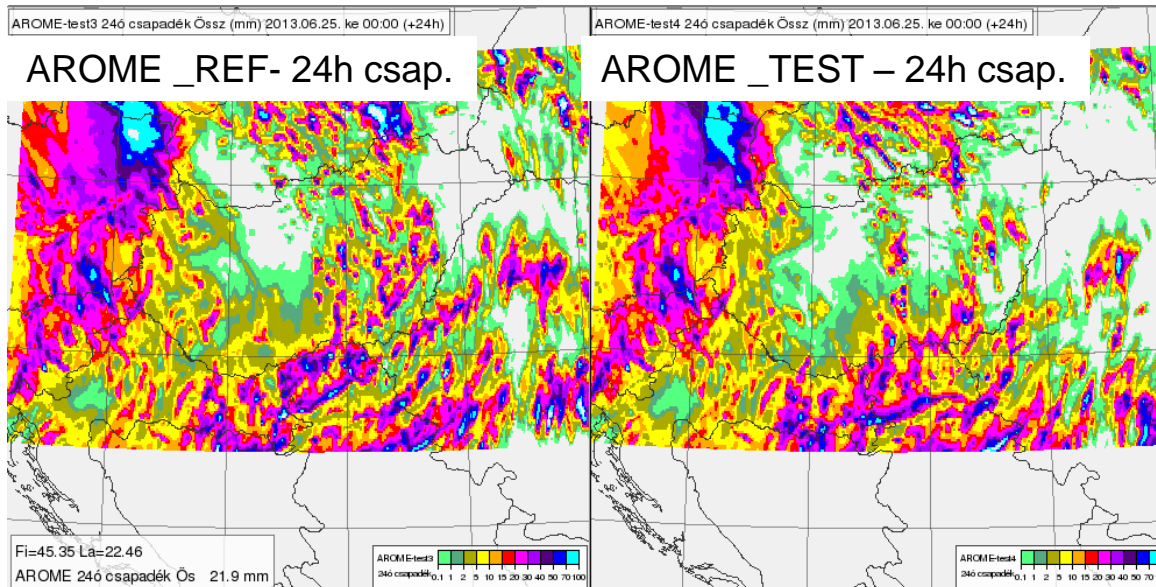 AROME-test3 24ó csapadék Össz (mm) 2013.06.25. ke 00:00 (+24h)
AROME _REF- 24h csap.
Fi=45.35 La=22.46
AROME 24ó csapadék Ös 21.9 mm
AROME-test3
24ó csapadék 0.1 1 2 5 10 15 20 30 40 50 70 100
AROME-test4 24ó csapadék Össz (mm) 2013.06.25. ke 00:00 (+24h)
AROME _TEST – 24h csap.
AROME-test4
24ó csapadék 0.1 1 2 5 10 15 20 30 40 50 70